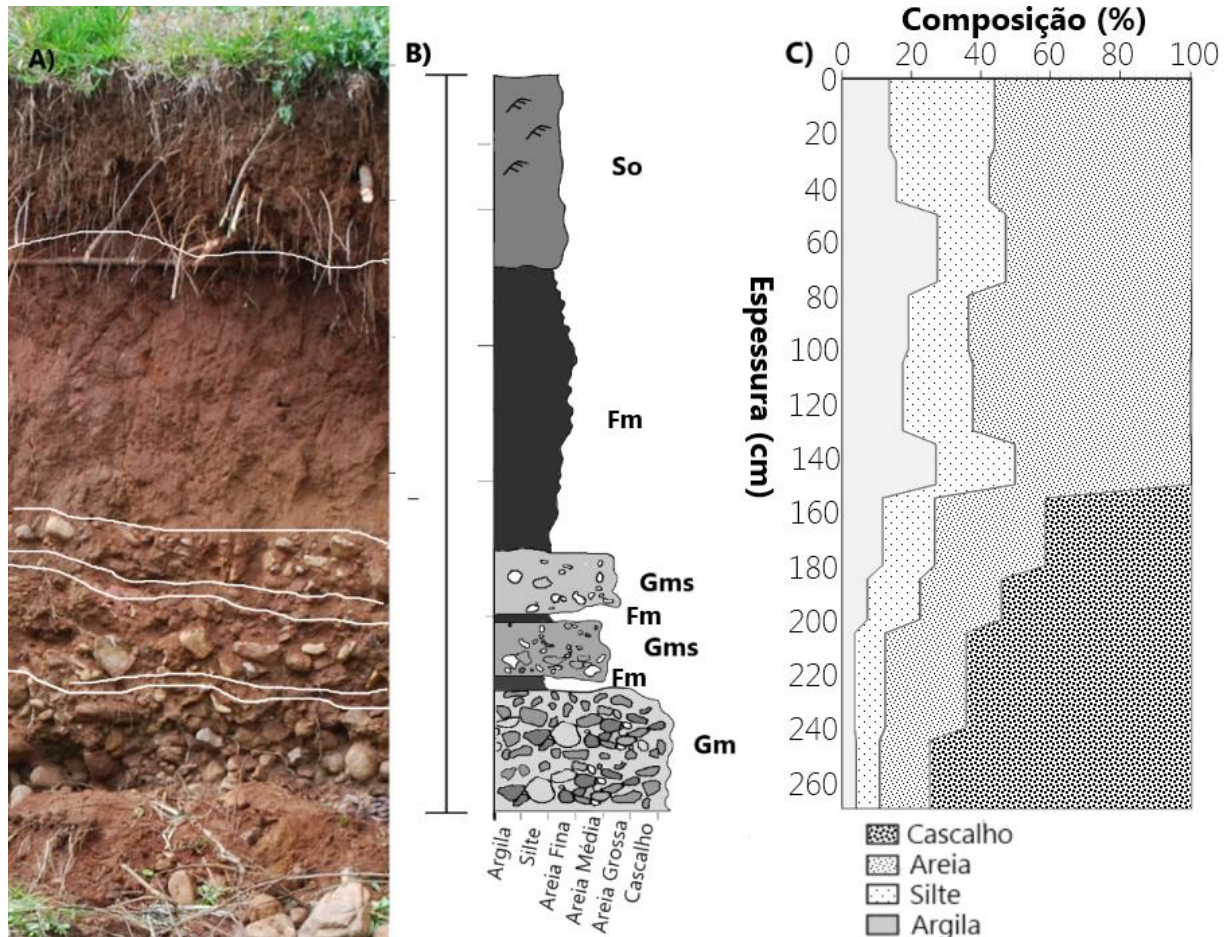 A)
B)
So
Fm
Gms
Fm
Gms
Fm
Gm
Argila
Silte
Areia Fina
Areia Média
Areia Grossa
Cascalho
C)
Composição (%)
0 20 40 60 80 100
Espessura (cm)
0
20
40
60
80
100
120
140
160
180
200
220
240
260
Cascalho
Areia
Silte
Argila